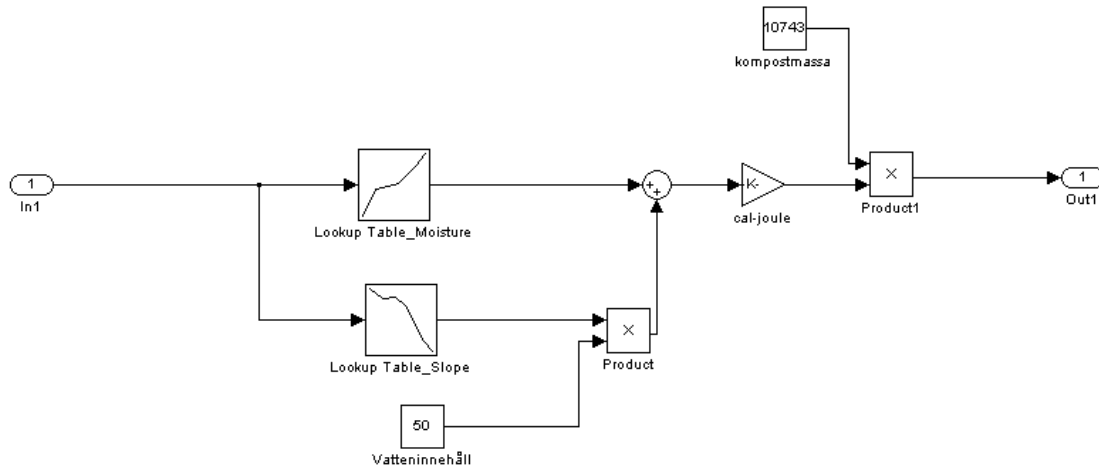 10743
kompostmassa
1
In1
Lookup Table_Moisture
K-
cal-joule
×
Product1
1
Out1
Lookup Table_Slope
×
Product
50
Vatteninnehåll